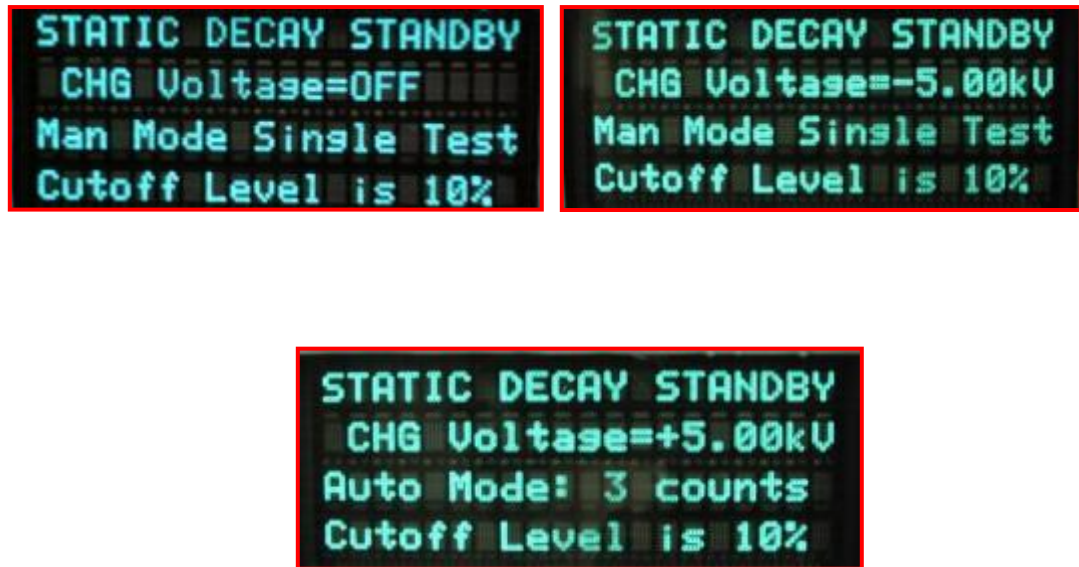 STATIC DECAY STANDBY
CHG Voltage=OFF
Man Mode Single Test
Cutoff Level is 10%
STATIC DECAY STANDBY
CHG Voltage=-5.00kV
Man Mode Single Test
Cutoff Level is 10%
STATIC DECAY STANDBY
CHG Voltage=+5.00kV
Auto Mode: 3 counts
Cutoff Level is 10%